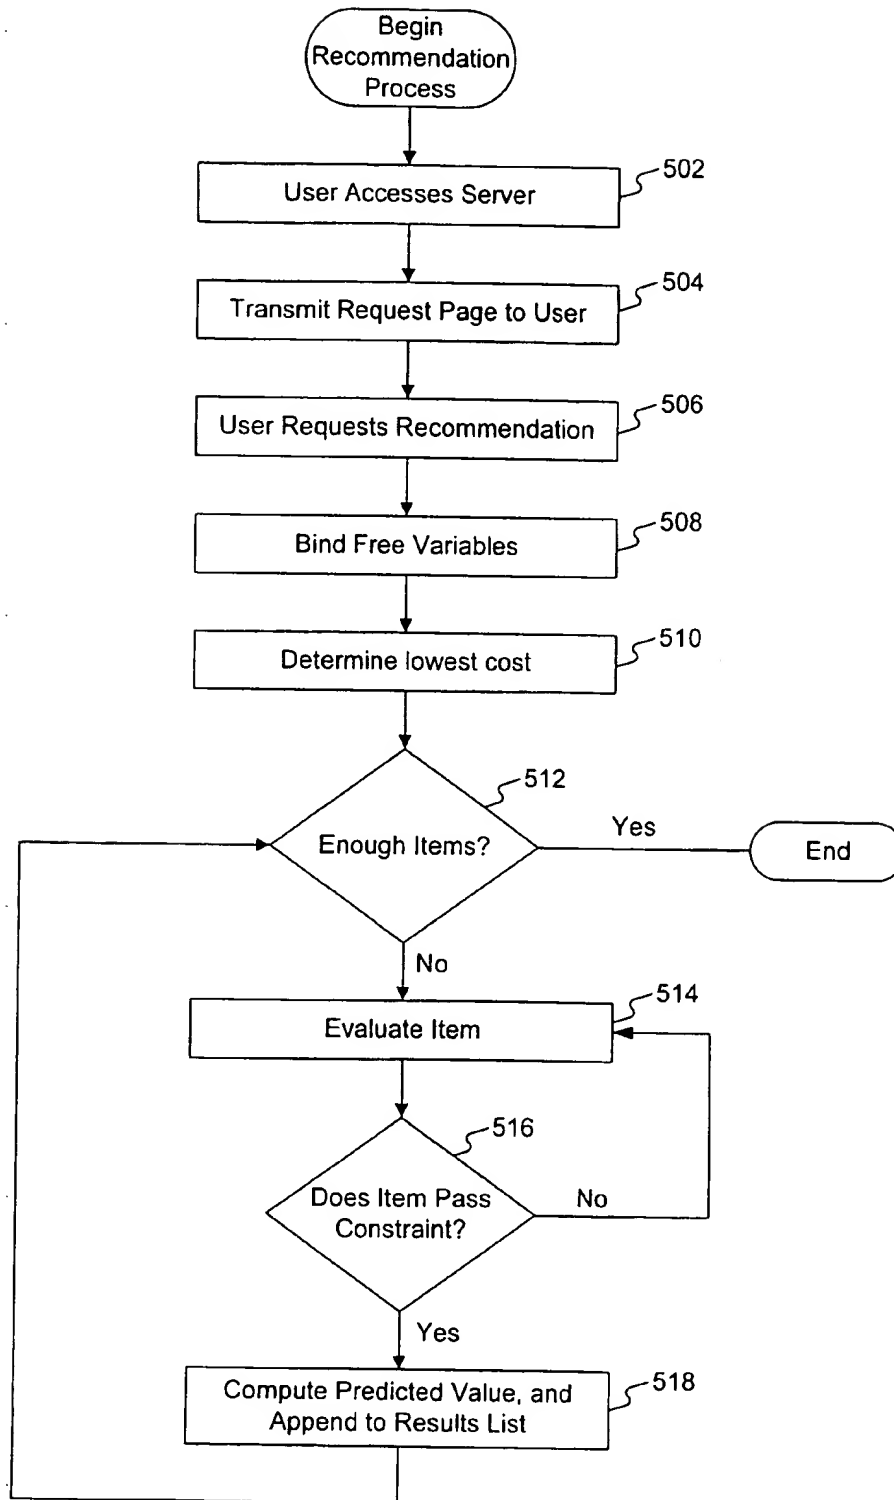 Begin
Recommendation
Process
502
User Accesses Server
504
Transmit Request Page to User
506
User Requests Recommendation
508
Bind Free Variables
510
Determine lowest cost
512
Enough Items?
Yes
End
No
514
Evaluate Item
516
Does Item Pass
Constraint?
No
Yes
518
Compute Predicted Value, and
Append to Results List